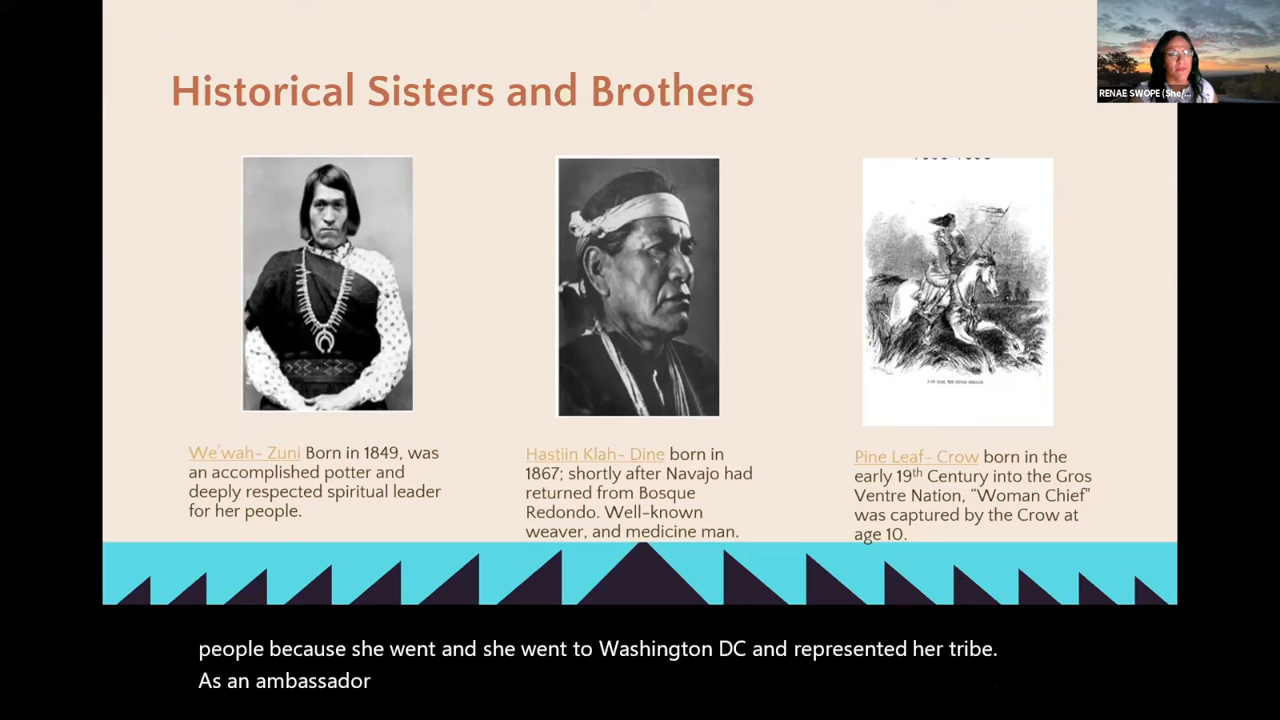 Historical Sisters and Brothers
RENAE SWOPE (She/...
We'wah- Zuni Born in 1849, was
an accomplished potter and
deeply respected spiritual leader
for her people.
Hastiin Klah- Dine born in
1867; shortly after Navajo had
returned from Bosque
Redondo. Well-known
weaver, and medicine man.
Pine Leaf- Crow born in the
early 19th Century into the Gros
Ventre Nation, “Woman Chief”
was captured by the Crow at
age 10.
people because she went and she went to Washington DC and represented her tribe.
As an ambassador